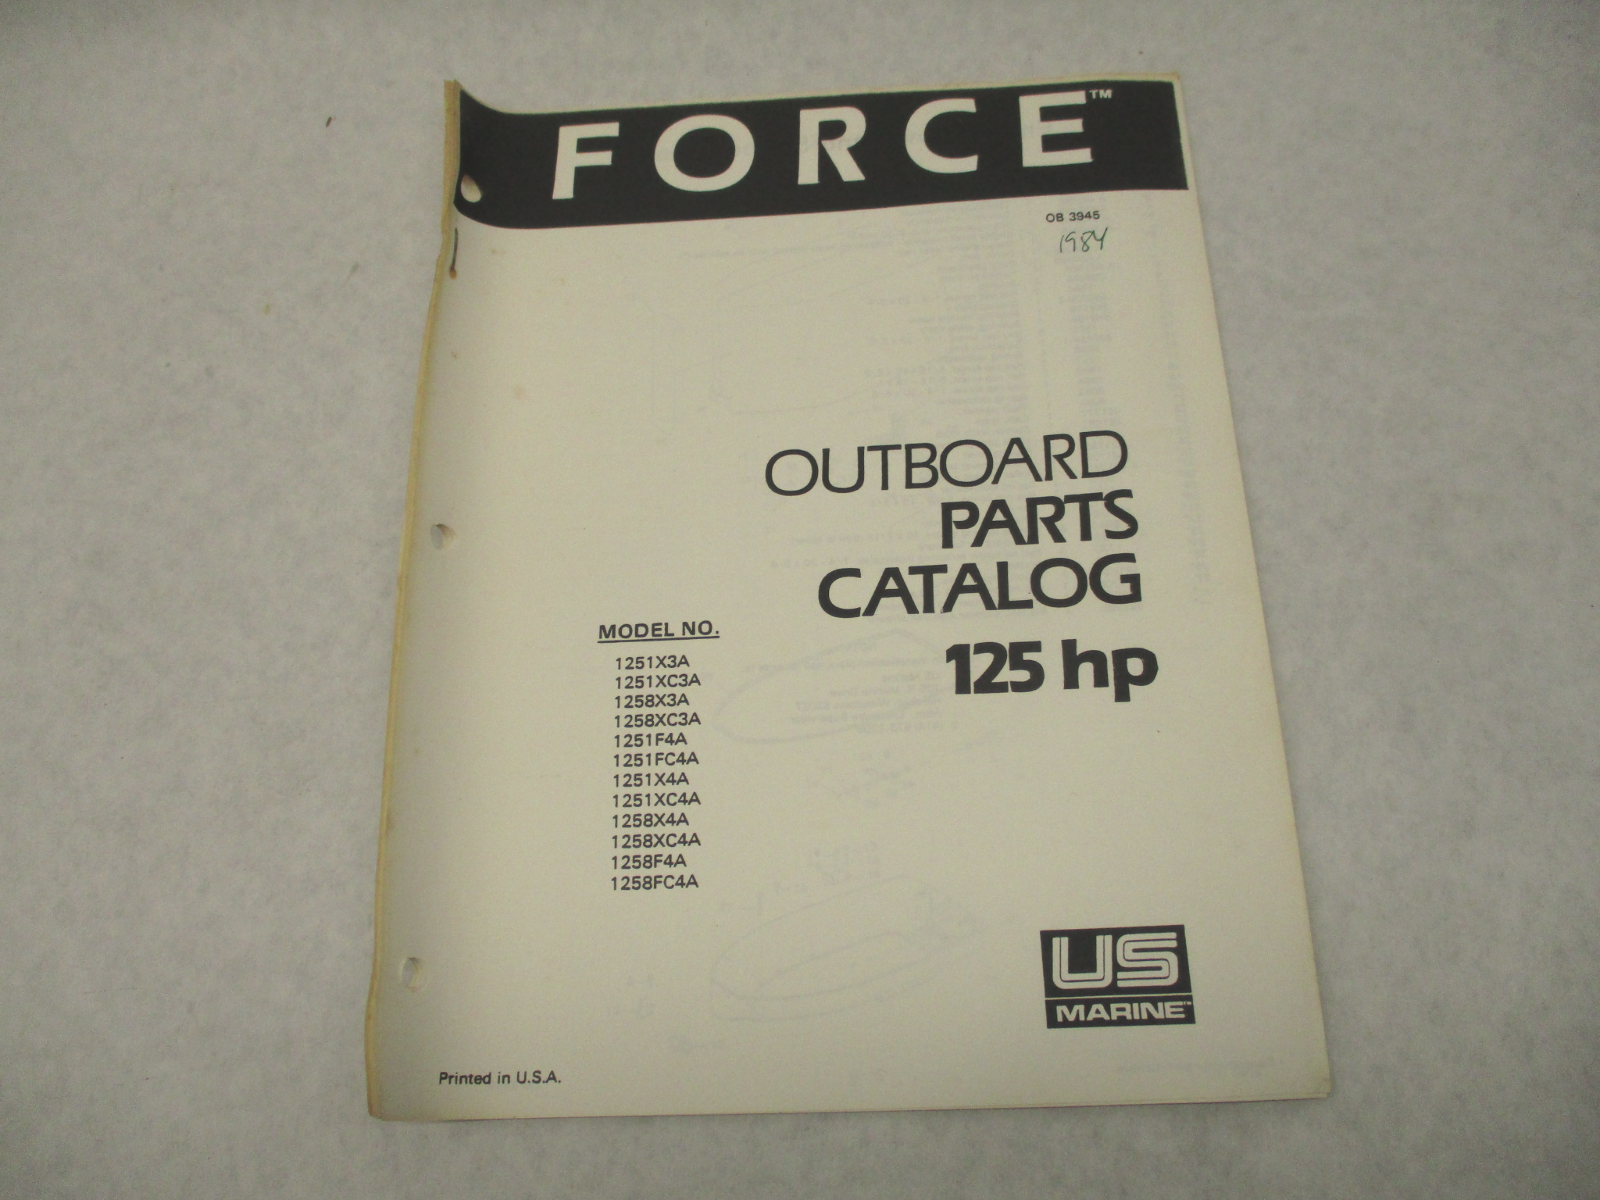 FORCE™
OB 3945
1984
OUTBOARD
PARTS
CATALOG
125 hp
MODEL NO.
1251X3A
1251XC3A
1258X3A
1258XC3A
1251F4A
1251FC4A
1251X4A
1251XC4A
1258X4A
1258XC4A
1258F4A
1258FC4A
US
MARINE™
Printed in U.S.A.